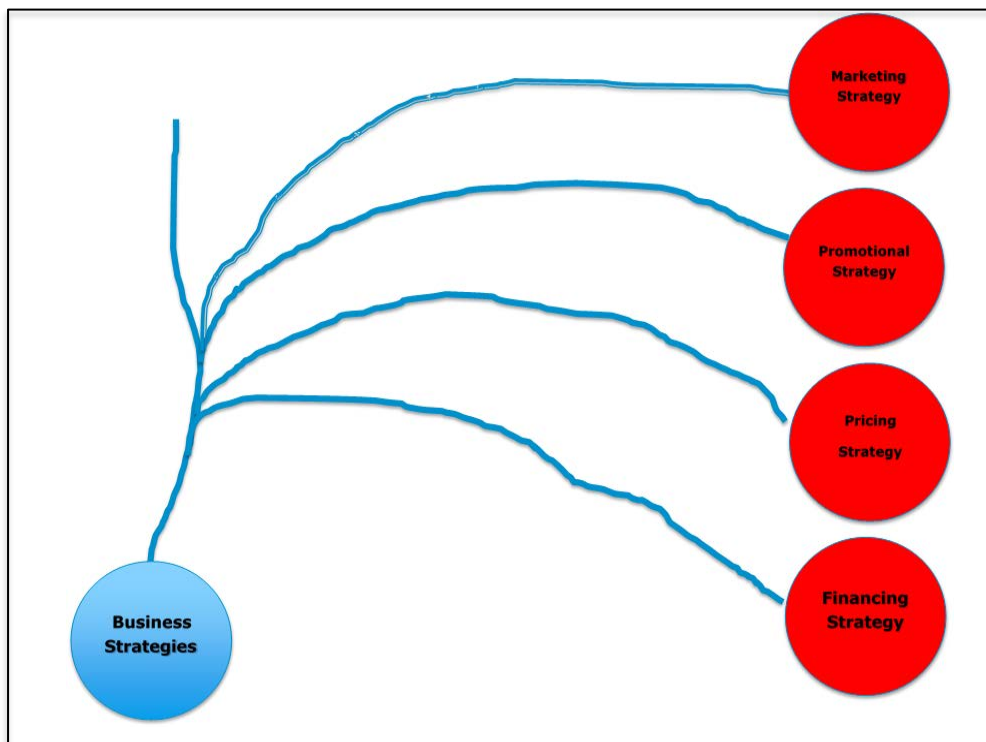 Marketing
Strategy
Promotional
Strategy
Pricing
Strategy
Financing
Strategy
Business
Strategies